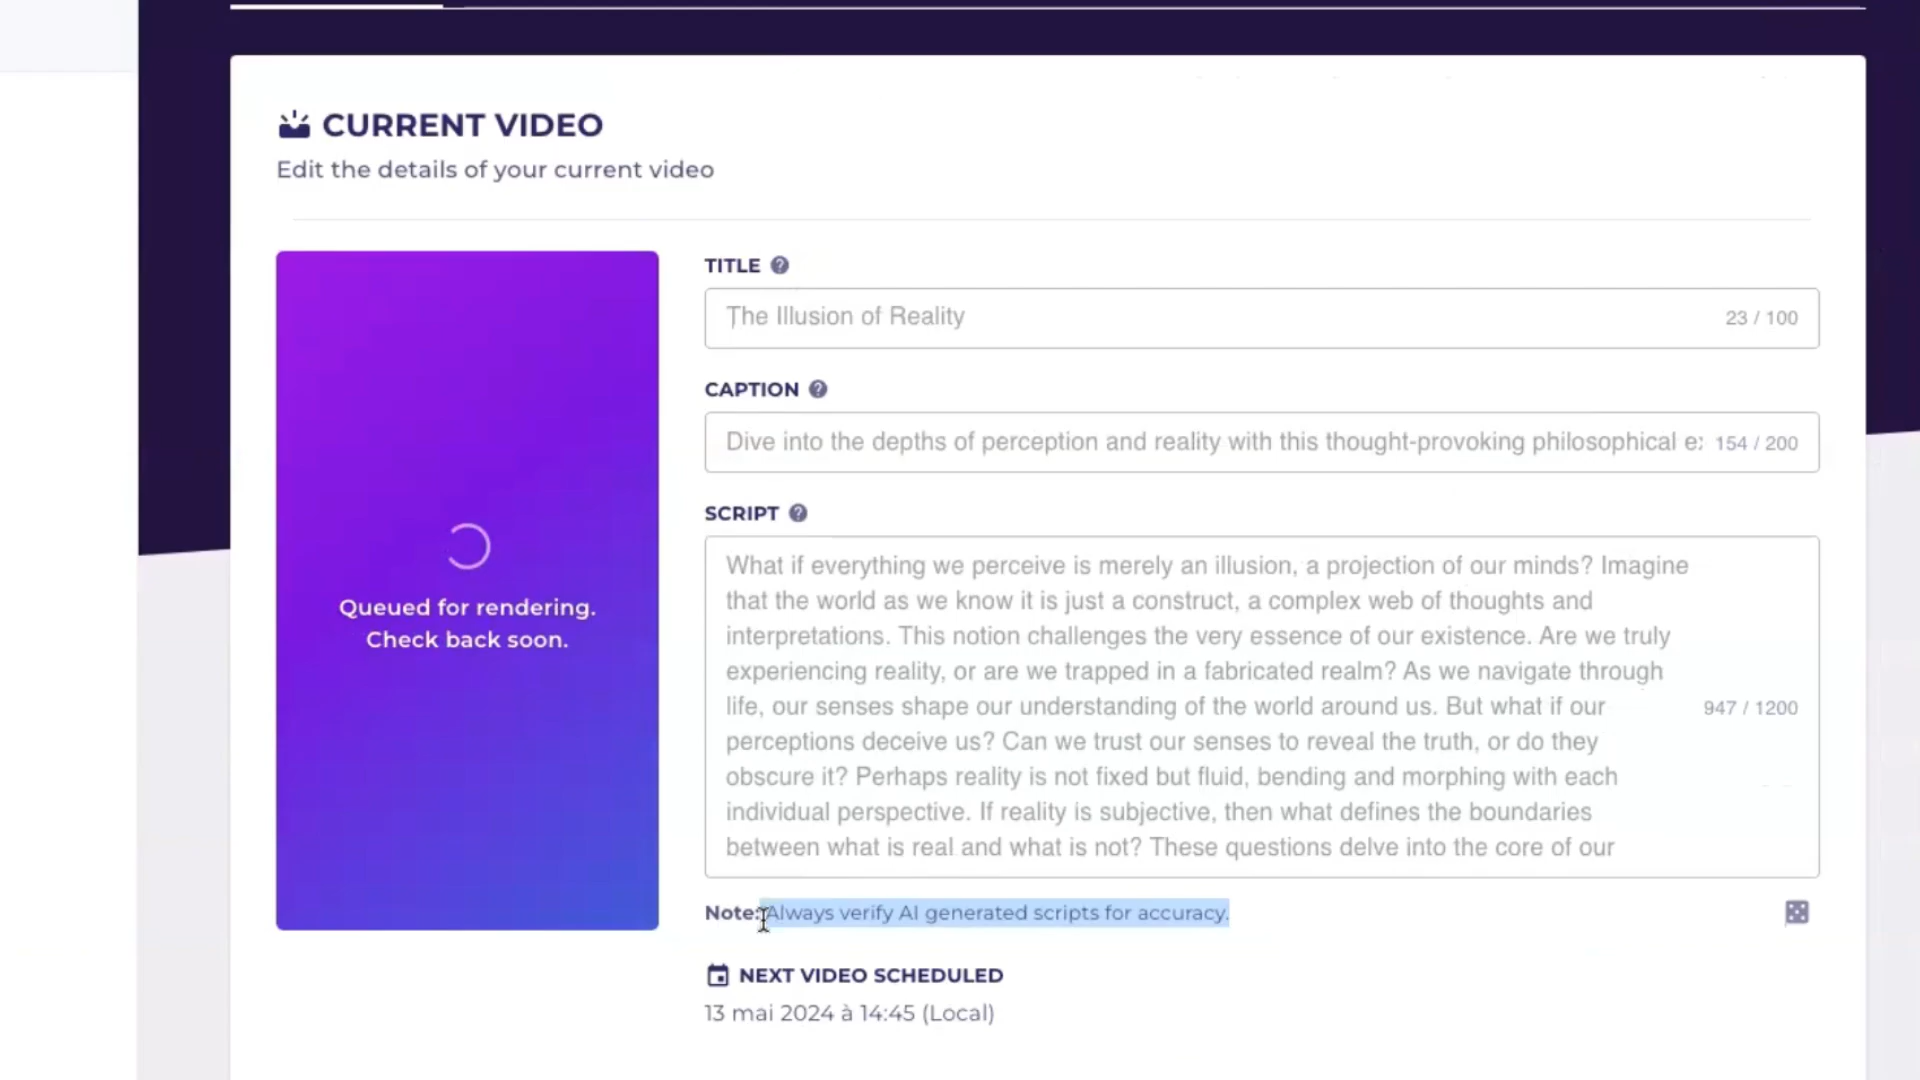 CURRENT VIDEO
Edit the details of your current video
Queued for rendering.
Check back soon.
TITLE
The Illusion of Reality
23 / 100
CAPTION
Dive into the depths of perception and reality with this thought-provoking philosophical e
154 / 200
SCRIPT
What if everything we perceive is merely an illusion, a projection of our minds? Imagine
that the world as we know it is just a construct, a complex web of thoughts and
interpretations. This notion challenges the very essence of our existence. Are we truly
experiencing reality, or are we trapped in a fabricated realm? As we navigate through
life, our senses shape our understanding of the world around us. But what if our
perceptions deceive us? Can we trust our senses to reveal the truth, or do they
obscure it? Perhaps reality is not fixed but fluid, bending and morphing with each
individual perspective. If reality is subjective, then what defines the boundaries
between what is real and what is not? These questions delve into the core of our
947 / 1200
Note: Always verify AI generated scripts for accuracy.
NEXT VIDEO SCHEDULED
13 mai 2024 à 14:45 (Local)